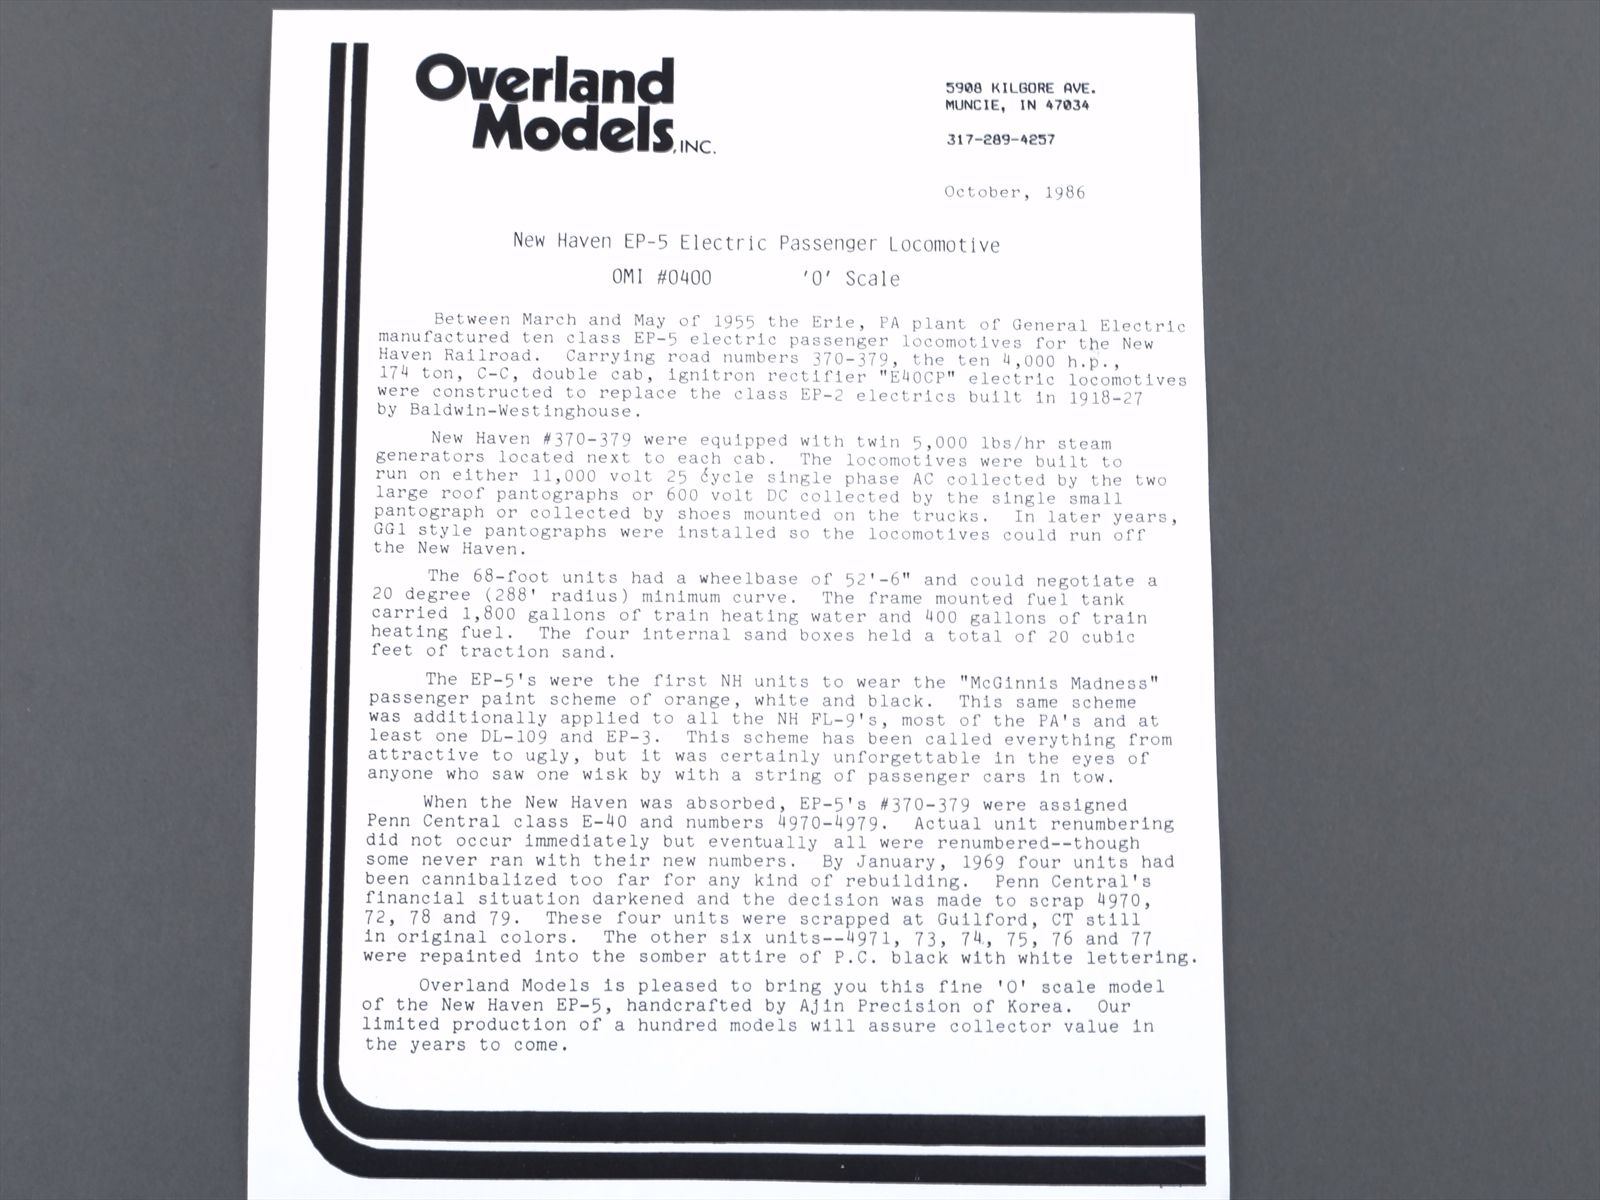 Overland
Models, INC.
5908 KILGORE AVE.
MUNCIE, IN 47034
317-289-4257
October, 1986
New Haven EP-5 Electric Passenger Locomotive
OMI #0400 'O' Scale
Between March and May of 1955 the Erie, PA plant of General Electric
manufactured ten class EP-5 electric passenger locomotives for the New
Haven Railroad. Carrying road numbers 370-379, the ten 4,000 h.p.,
174 ton, C-C, double cab, ignitron rectifier "E40CP" electric locomotives
were constructed to replace the class EP-2 electrics built in 1918-27
by Baldwin-Westinghouse.
New Haven #370-379 were equipped with twin 5,000 lbs/hr steam
generators located next to each cab. The locomotives were built to
run on either 11,000 volt 25 cycle single phase AC collected by the two
large roof pantographs or 600 volt DC collected by the single small
pantograph or collected by shoes mounted on the trucks. In later years,
GG1 style pantographs were installed so the locomotives could run off
the New Haven.
The 68-foot units had a wheelbase of 52'-6" and could negotiate a
20 degree (288' radius) minimum curve. The frame mounted fuel tank
carried 1,800 gallons of train heating water and 400 gallons of train
heating fuel. The four internal sand boxes held a total of 20 cubic
feet of traction sand.
The EP-5's were the first NH units to wear the "McGinnis Madness"
passenger paint scheme of orange, white and black. This same scheme
was additionally applied to all the NH FL-9's, most of the PA's and at
least one DL-109 and EP-3. This scheme has been called everything from
attractive to ugly, but it was certainly unforgettable in the eyes of
anyone who saw one wisk by with a string of passenger cars in tow.
When the New Haven was absorbed, EP-5's #370-379 were assigned
Penn Central class E-40 and numbers 4970-4979. Actual unit renumbering
did not occur immediately but eventually all were renumbered--though
some never ran with their new numbers. By January, 1969 four units had
been cannibalized too far for any kind of rebuilding. Penn Central's
financial situation darkened and the decision was made to scrap 4970,
72, 78 and 79. These four units were scrapped at Guilford, CT still
in original colors. The other six units--4971, 73, 74, 75, 76 and 77
were repainted into the somber attire of P.C. black with white lettering.
Overland Models is pleased to bring you this fine 'O' scale model
of the New Haven EP-5, handcrafted by Ajin Precision of Korea. Our
limited production of a hundred models will assure collector value in
the years to come.